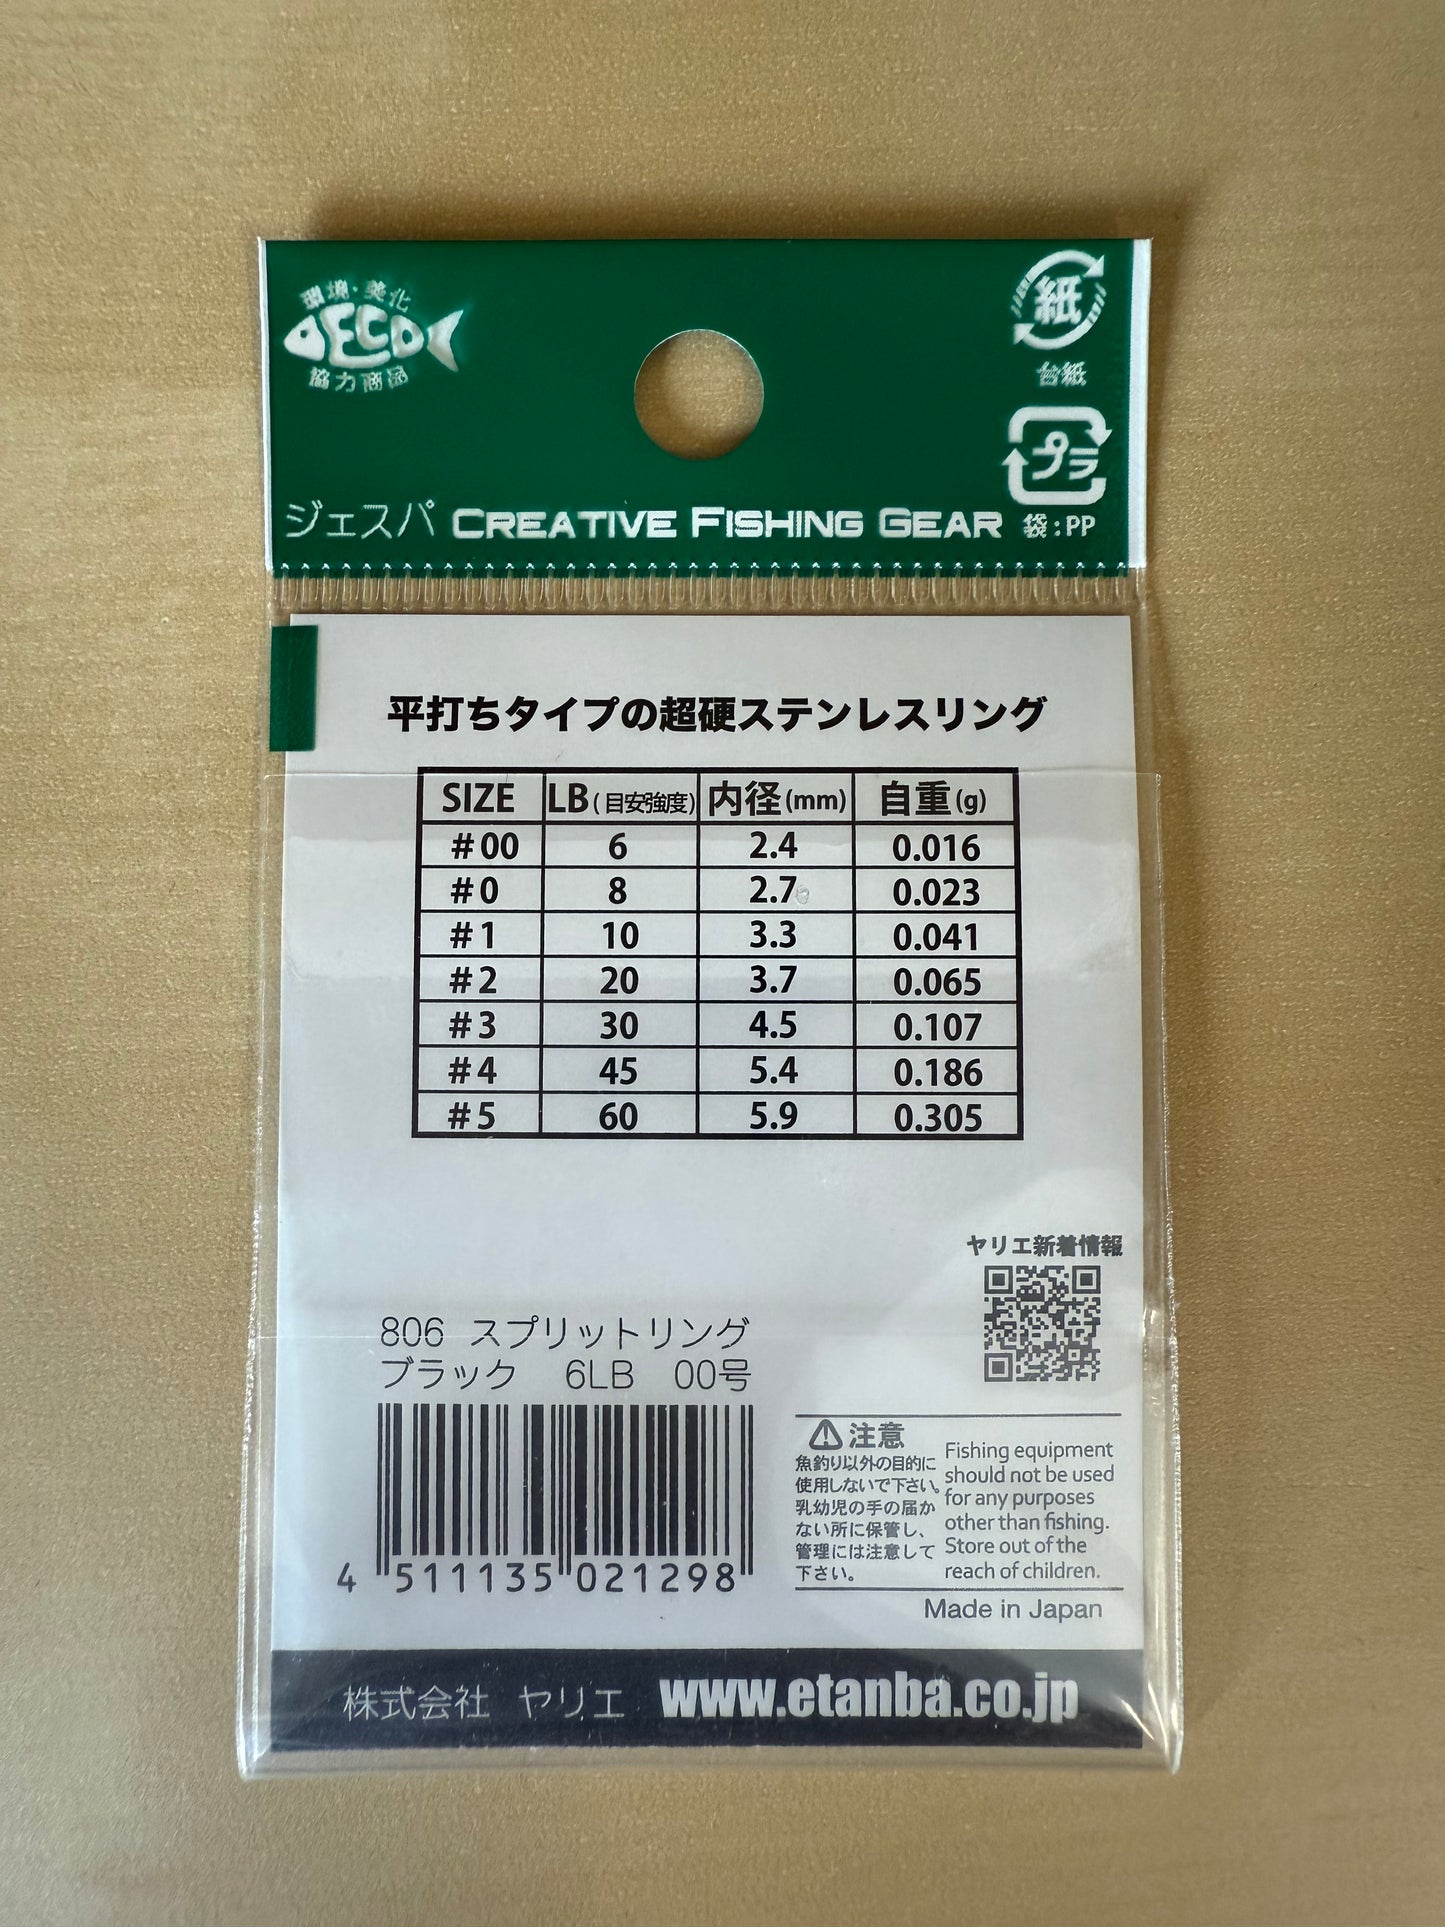 環境・美化
ECO
協力商品
紙
台紙
プラ
袋:PP
ジェスパ CREATIVE FISHING GEAR
平打ちタイプの超硬ステンレスリング
SIZE LB(目安強度) 内径(mm) 自重(g)
#00 6 2.4 0.016
#0 8 2.7 0.023
#1 10 3.3 0.041
#2 20 3.7 0.065
#3 30 4.5 0.107
#4 45 5.4 0.186
#5 60 5.9 0.305
ヤリエ新着情報
806 スプリットリング
ブラック 6LB 00号
4 511135 021298
注意
魚釣り以外の目的に
使用しないで下さい。
乳幼児の手の届か
ない所に保管し、
管理には注意して
下さい。
Fishing equipment
should not be used
for any purposes
other than fishing.
Store out of the
reach of children.
Made in Japan
株式会社 ヤリエ www.etanba.co.jp